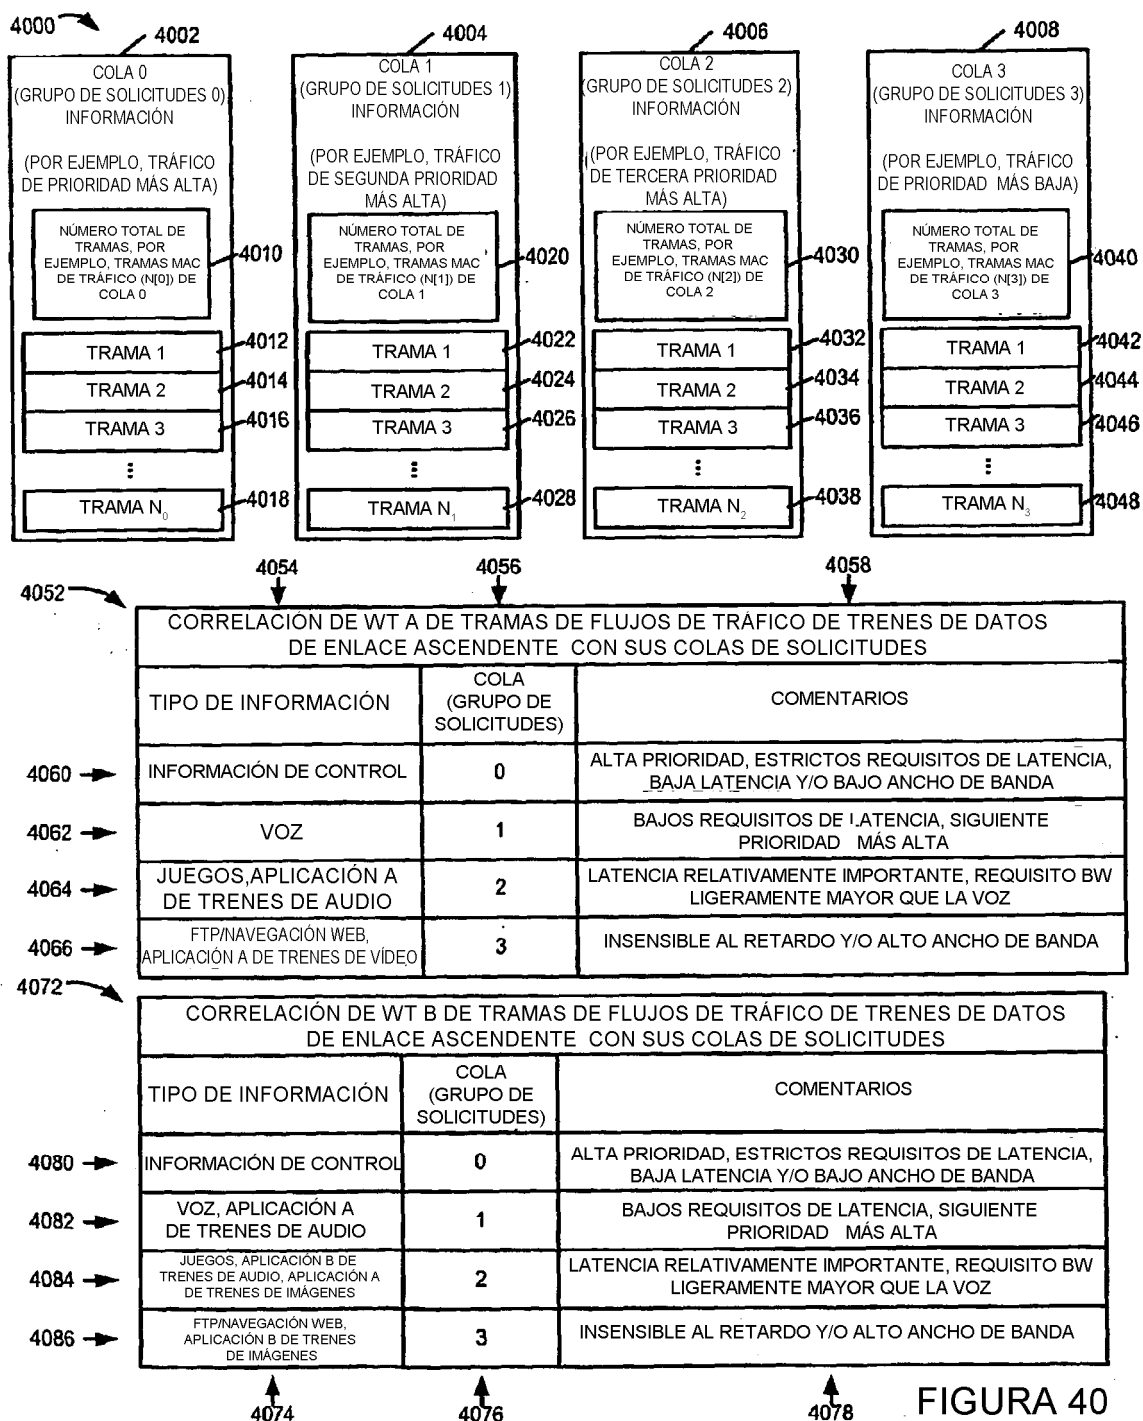 4000
4002
4004
4006
4008
COLA 0
(GRUPO DE SOLICITUDES 0)
INFORMACIÓN
(POR EJEMPLO, TRÁFICO
DE PRIORIDAD MÁS ALTA)
NÚMERO TOTAL DE
TRAMAS, POR
EJEMPLO, TRAMAS MAC
DE TRÁFICO (N[0]) DE
COLA 0
4010
TRAMA 1
4012
TRAMA 2
4014
TRAMA 3
4016
⋮
TRAMA N0
4018
COLA 1
(GRUPO DE SOLICITUDES 1)
INFORMACIÓN
(POR EJEMPLO, TRÁFICO
DE SEGUNDA PRIORIDAD
MÁS ALTA)
NÚMERO TOTAL DE
TRAMAS, POR
EJEMPLO, TRAMAS MAC
DE TRÁFICO (N[1]) DE
COLA 1
4020
TRAMA 1
4022
TRAMA 2
4024
TRAMA 3
4026
⋮
TRAMA N1
4028
COLA 2
(GRUPO DE SOLICITUDES 2)
INFORMACIÓN
(POR EJEMPLO, TRÁFICO
DE TERCERA PRIORIDAD
MÁS ALTA)
NÚMERO TOTAL DE
TRAMAS, POR
EJEMPLO, TRAMAS MAC
DE TRÁFICO (N[2]) DE
COLA 2
4030
TRAMA 1
4032
TRAMA 2
4034
TRAMA 3
4036
⋮
TRAMA N2
4038
COLA 3
(GRUPO DE SOLICITUDES 3)
INFORMACIÓN
(POR EJEMPLO, TRÁFICO
DE PRIORIDAD MÁS BAJA)
NÚMERO TOTAL DE
TRAMAS, POR
EJEMPLO, TRAMAS MAC
DE TRÁFICO (N[3]) DE
COLA 3
4040
TRAMA 1
4042
TRAMA 2
4044
TRAMA 3
4046
⋮
TRAMA N3
4048
4052
4054
4056
4058
CORRELACIÓN DE WT A DE TRAMAS DE FLUJOS DE TRÁFICO DE TRENES DE DATOS
DE ENLACE ASCENDENTE CON SUS COLAS DE SOLICITUDES
TIPO DE INFORMACIÓN
COLA
(GRUPO DE
SOLICITUDES)
COMENTARIOS
4060
INFORMACIÓN DE CONTROL
0
ALTA PRIORIDAD, ESTRICTOS REQUISITOS DE LATENCIA,
BAJA LATENCIA Y/O BAJO ANCHO DE BANDA
4062
VOZ
1
BAJOS REQUISITOS DE LATENCIA, SIGUIENTE
PRIORIDAD MÁS ALTA
4064
JUEGOS,APLICACIÓN A
DE TRENES DE AUDIO
2
LATENCIA RELATIVAMENTE IMPORTANTE, REQUISITO BW
LIGERAMENTE MAYOR QUE LA VOZ
4066
FTP/NAVEGACIÓN WEB,
APLICACIÓN A DE TRENES DE VÍDEO
3
INSENSIBLE AL RETARDO Y/O ALTO ANCHO DE BANDA
4072
CORRELACIÓN DE WT B DE TRAMAS DE FLUJOS DE TRÁFICO DE TRENES DE DATOS
DE ENLACE ASCENDENTE CON SUS COLAS DE SOLICITUDES
TIPO DE INFORMACIÓN
COLA
(GRUPO DE
SOLICITUDES)
COMENTARIOS
4080
INFORMACIÓN DE CONTROL
0
ALTA PRIORIDAD, ESTRICTOS REQUISITOS DE LATENCIA,
BAJA LATENCIA Y/O BAJO ANCHO DE BANDA
4082
VOZ, APLICACIÓN A
DE TRENES DE AUDIO
1
BAJOS REQUISITOS DE LATENCIA, SIGUIENTE
PRIORIDAD MÁS ALTA
4084
JUEGOS, APLICACIÓN B DE
TRENES DE AUDIO, APLICACIÓN A
DE TRENES DE IMÁGENES
2
LATENCIA RELATIVAMENTE IMPORTANTE, REQUISITO BW
LIGERAMENTE MAYOR QUE LA VOZ
4086
FTP/NAVEGACIÓN WEB,
APLICACIÓN B DE TRENES
DE IMÁGENES
3
INSENSIBLE AL RETARDO Y/O ALTO ANCHO DE BANDA
4074
4076
4078
FIGURA 40